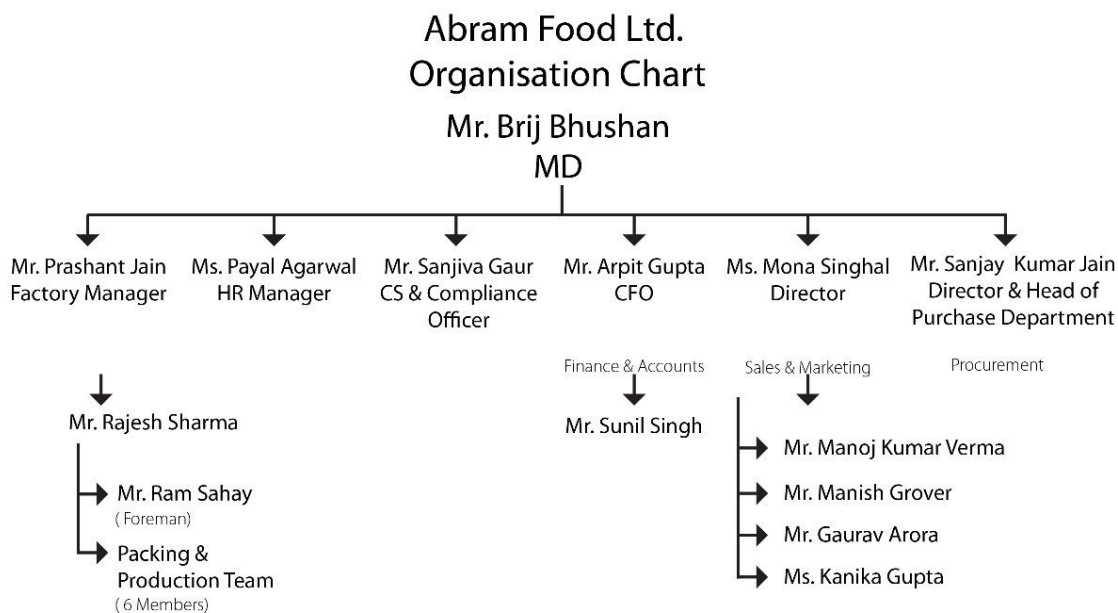 Abram Food Ltd.
Organisation Chart
Mr. Brij Bhushan
MD
Mr. Prashant Jain
Factory Manager
Ms. Payal Agarwal
HR Manager
Mr. Sanjiva Gaur
CS & Compliance
Officer
Mr. Arpit Gupta
CFO
Ms. Mona Singhal
Director
Mr. Sanjay Kumar Jain
Director & Head of
Purchase Department
Finance & Accounts
Sales & Marketing
Procurement
Mr. Rajesh Sharma
Mr. Ram Sahay
( Foreman)
Packing &
Production Team
( 6 Members)
Mr. Sunil Singh
Mr. Manoj Kumar Verma
Mr. Manish Grover
Mr. Gaurav Arora
Ms. Kanika Gupta